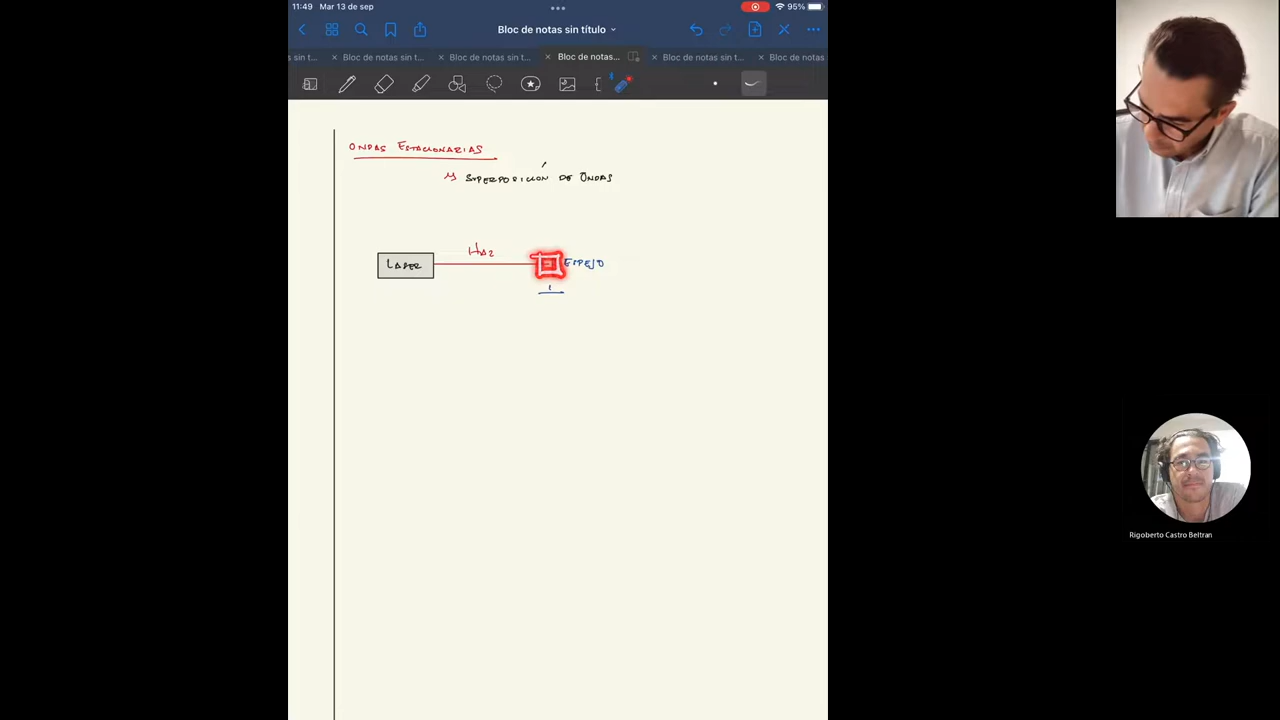 11:49 Mar 13 de sep
95%
Bloc de notas sin título
sin t...
Bloc de notas sin t...
Bloc de notas sin t...
Bloc de notas...
Bloc de notas sin t...
Bloc de notas
ONDAS ESTACIONARIAS
SUPERPOSICIÓN DE ONDAS
LASER
HAZ
ESPEJO
Rigoberto Castro Beltran